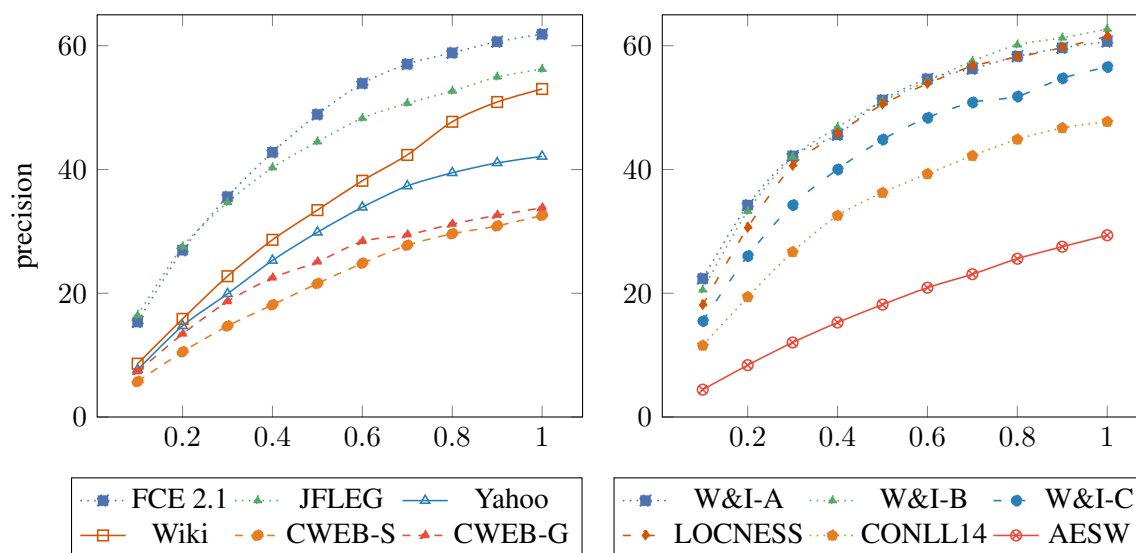 precision
60
40
20
0
0.2 0.4 0.6 0.8 1
FCE 2.1 JFLEG Yahoo
Wiki CWEB-S CWEB-G
60
40
20
0
0.2 0.4 0.6 0.8 1
W&I-A W&I-B W&I-C
LOCNESS CONLL14 AESW